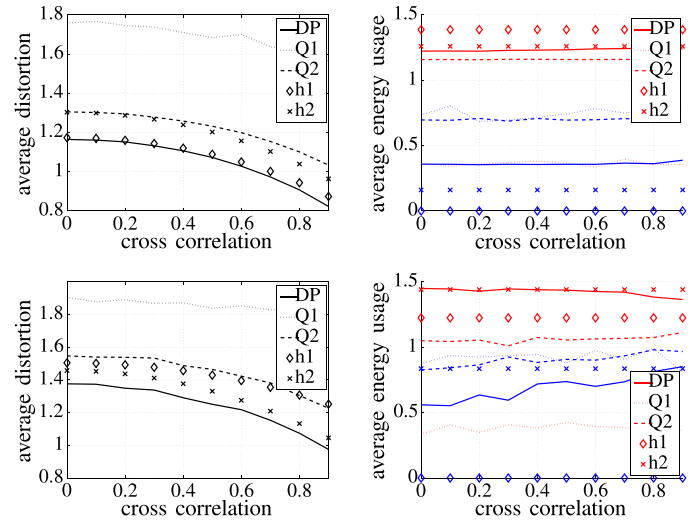 1.8
1.6
1.4
1.2
1
0.8
average distortion
0 0.2 0.4 0.6 0.8
cross correlation
DP
Q1
Q2
h1
h2
1.5
1
0.5
0
average energy usage
0 0.2 0.4 0.6 0.8
cross correlation
DP
Q1
Q2
h1
h2
1.8
1.6
1.4
1.2
1
0.8
average distortion
0 0.2 0.4 0.6 0.8
cross correlation
DP
Q1
Q2
h1
h2
1.5
1
0.5
0
average energy usage
0 0.2 0.4 0.6 0.8
cross correlation
DP
Q1
Q2
h1
h2